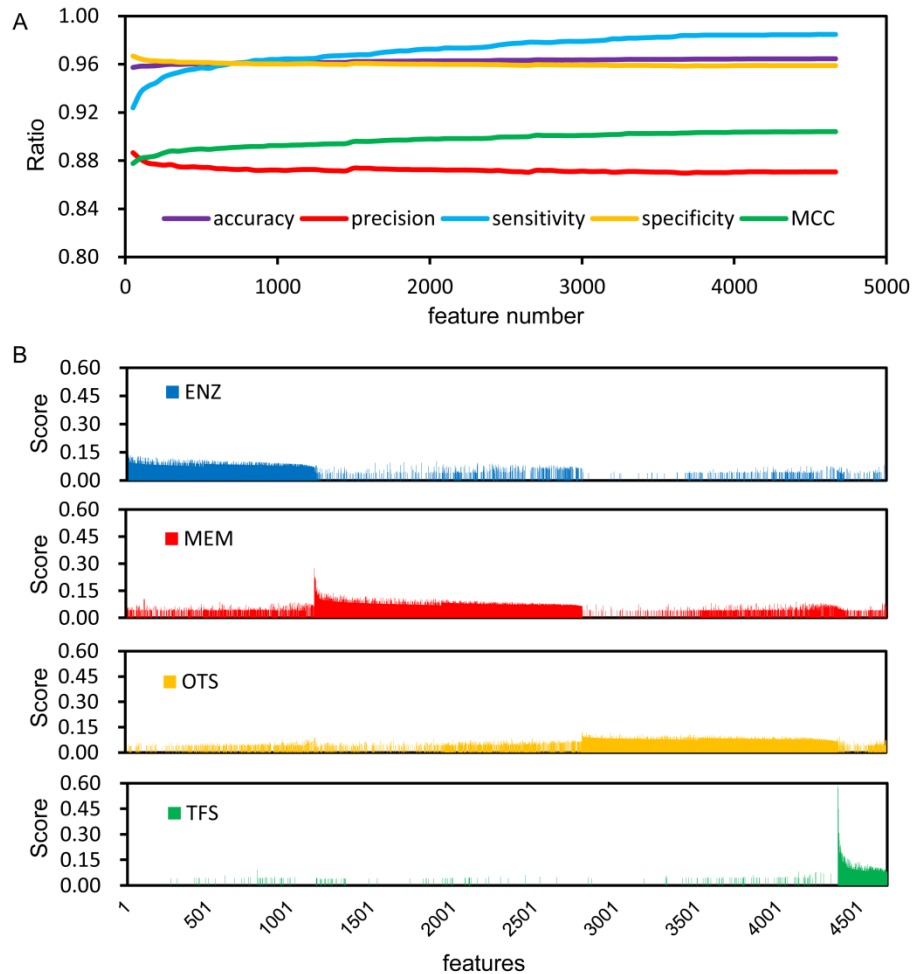 A
1.00
0.96
0.92
0.88
0.84
0.80
Ratio
accuracy precision sensitivity specificity MCC
0 1000 2000 3000 4000 5000
feature number
B
0.60
0.45
0.30
0.15
0.00
Score
ENZ
0.60
0.45
0.30
0.15
0.00
Score
MEM
0.60
0.45
0.30
0.15
0.00
Score
OTS
0.60
0.45
0.30
0.15
0.00
Score
TFS
1 501 1001 1501 2001 2501 3001 3501 4001 4501
features